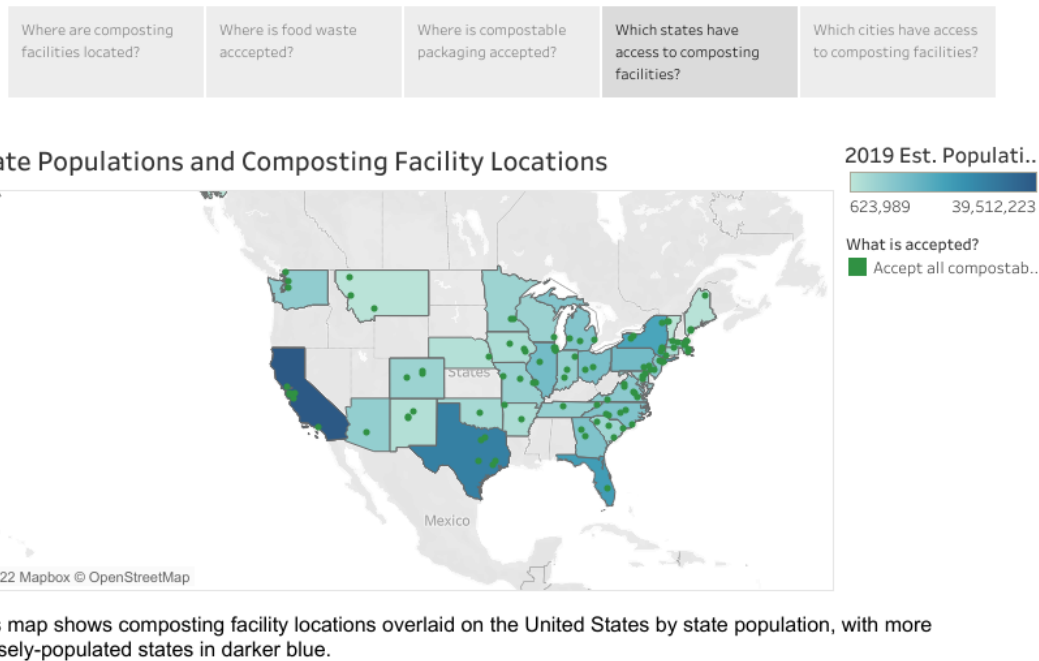 Where are composting
facilities located?
Where is food waste
acccepted?
Where is compostable
packaging accepted?
Which states have
access to composting
facilities?
Which cities have access
to composting facilities?
ate Populations and Composting Facility Locations
2019 Est. Populati..
623,989 39,512,223
What is accepted?
Accept all compostab..
States
Mexico
22 Mapbox © OpenStreetMap
s map shows composting facility locations overlaid on the United States by state population, with more
sely-populated states in darker blue.